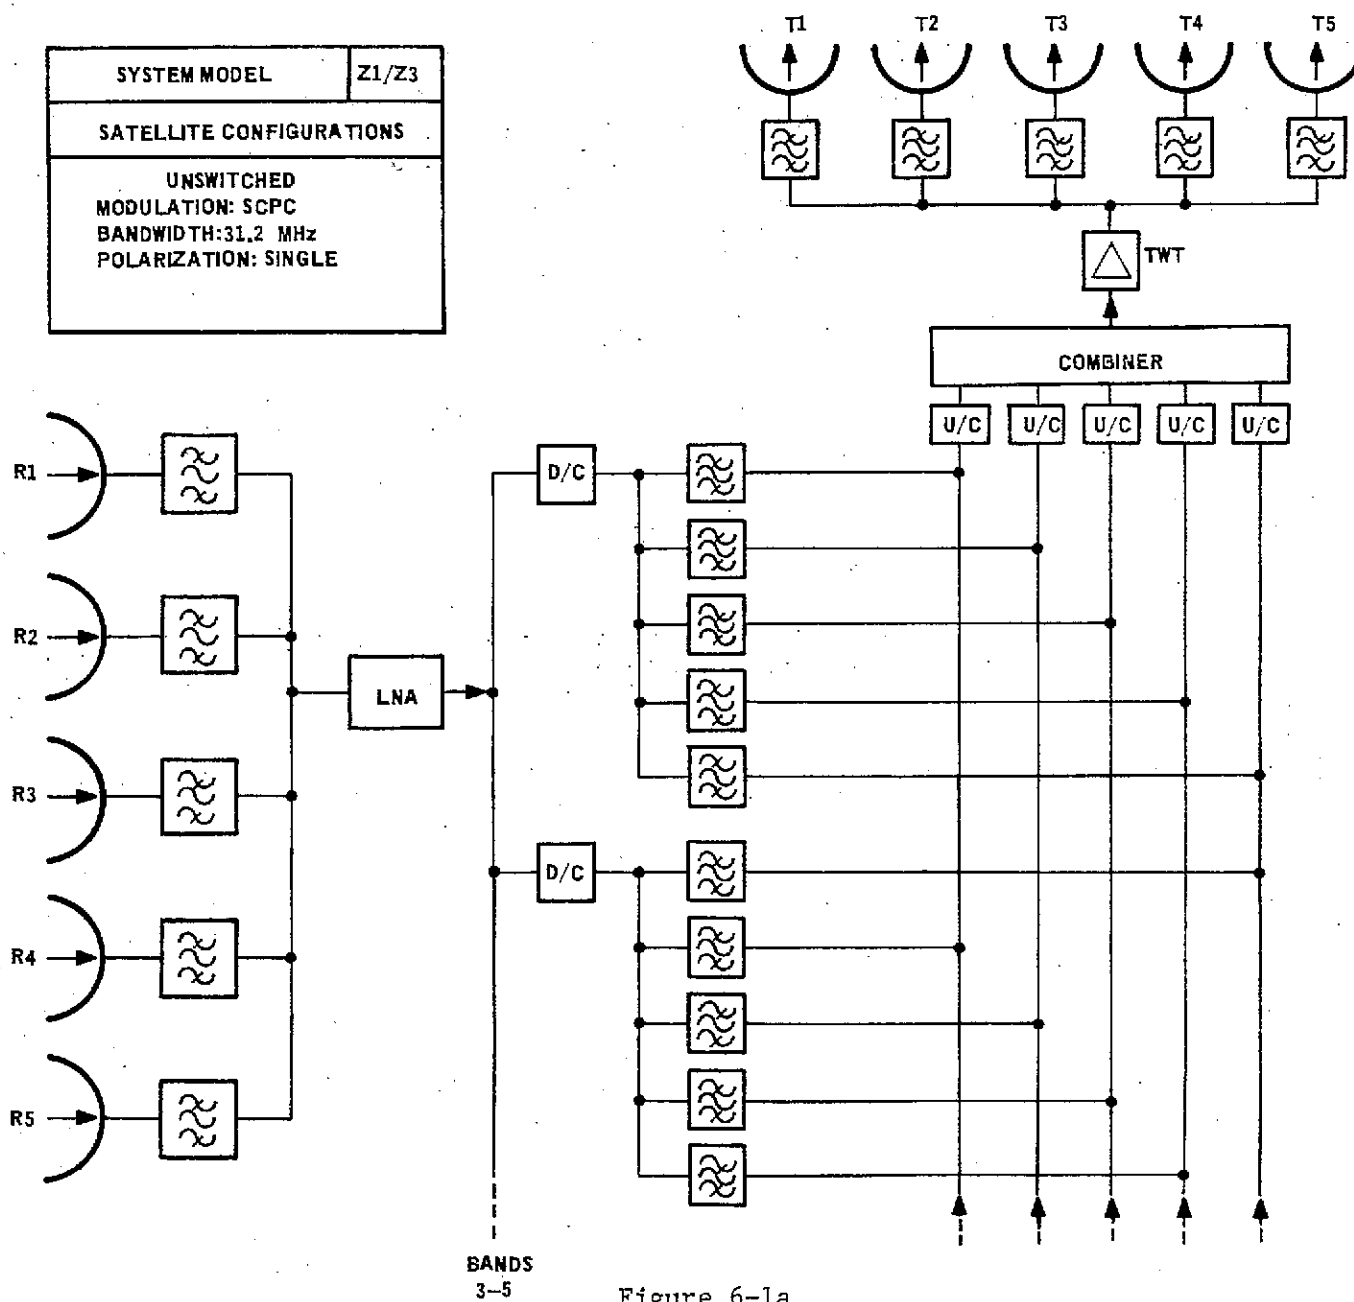 SYSTEM MODEL Z1/Z3
SATELLITE CONFIGURATIONS
UNSWITCHED
MODULATION: SCPC
BANDWIDTH:31.2 MHz
POLARIZATION: SINGLE
T1 T2 T3 T4 T5
TWT
COMBINER
U/C U/C U/C U/C U/C
R1
D/C
R2
LNA
R3
D/C
R4
R5
BANDS
3-5
Figure 6-1a